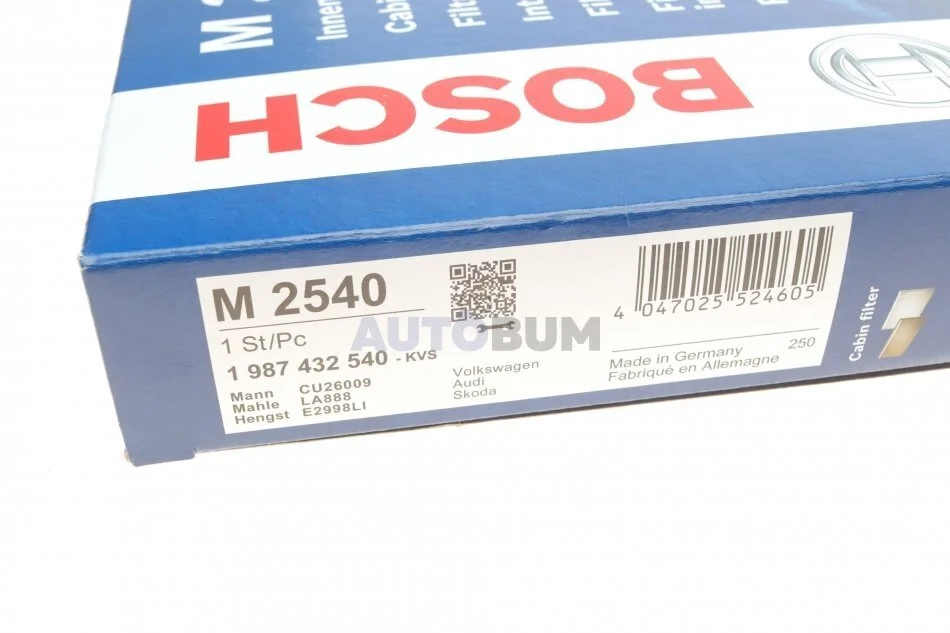 BOSCH
M 2540
1 St/Pc
1 987 432 540 - KVS
Mann CU26009
Mahle LA888
Hengst E2998LI
Volkswagen
Audi
Skoda
4 047025 524605
Made in Germany
Fabriqué en Allemagne
250
Cabin filter
AUTOBUM